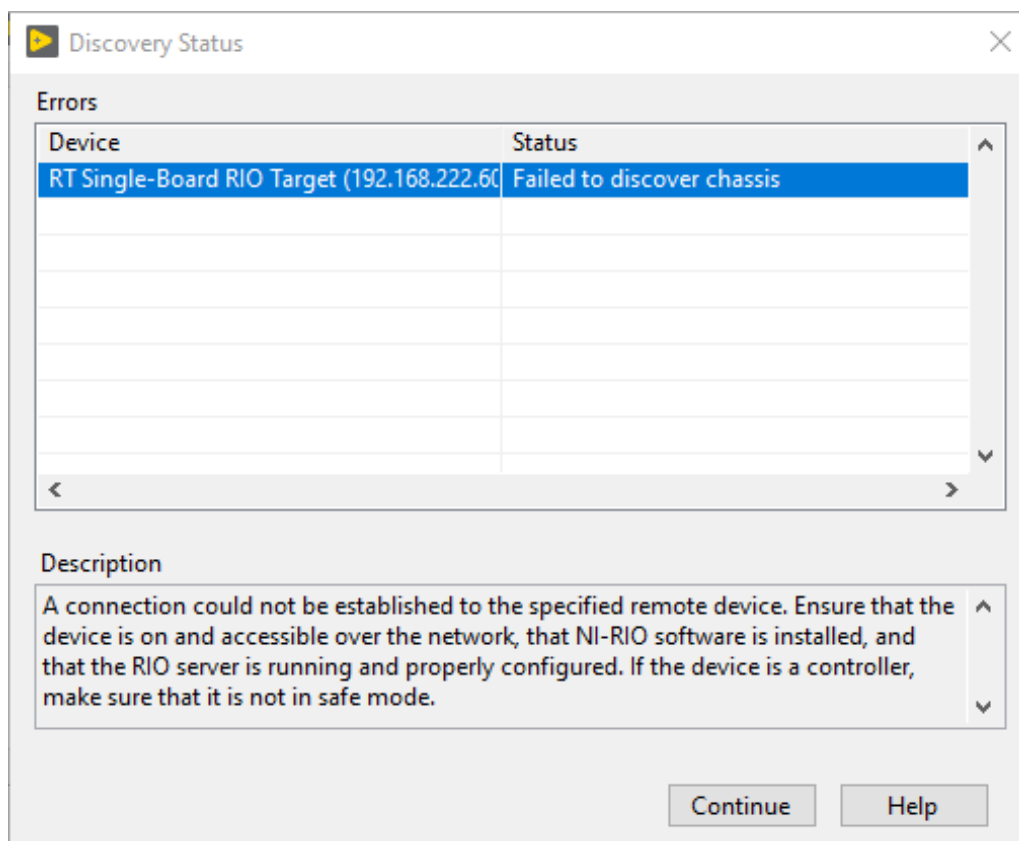 Discovery Status
Errors
Device Status
RT Single-Board RIO Target (192.168.222.60 Failed to discover chassis
Description
A connection could not be established to the specified remote device. Ensure that the
device is on and accessible over the network, that NI-RIO software is installed, and
that the RIO server is running and properly configured. If the device is a controller,
make sure that it is not in safe mode.
Continue Help